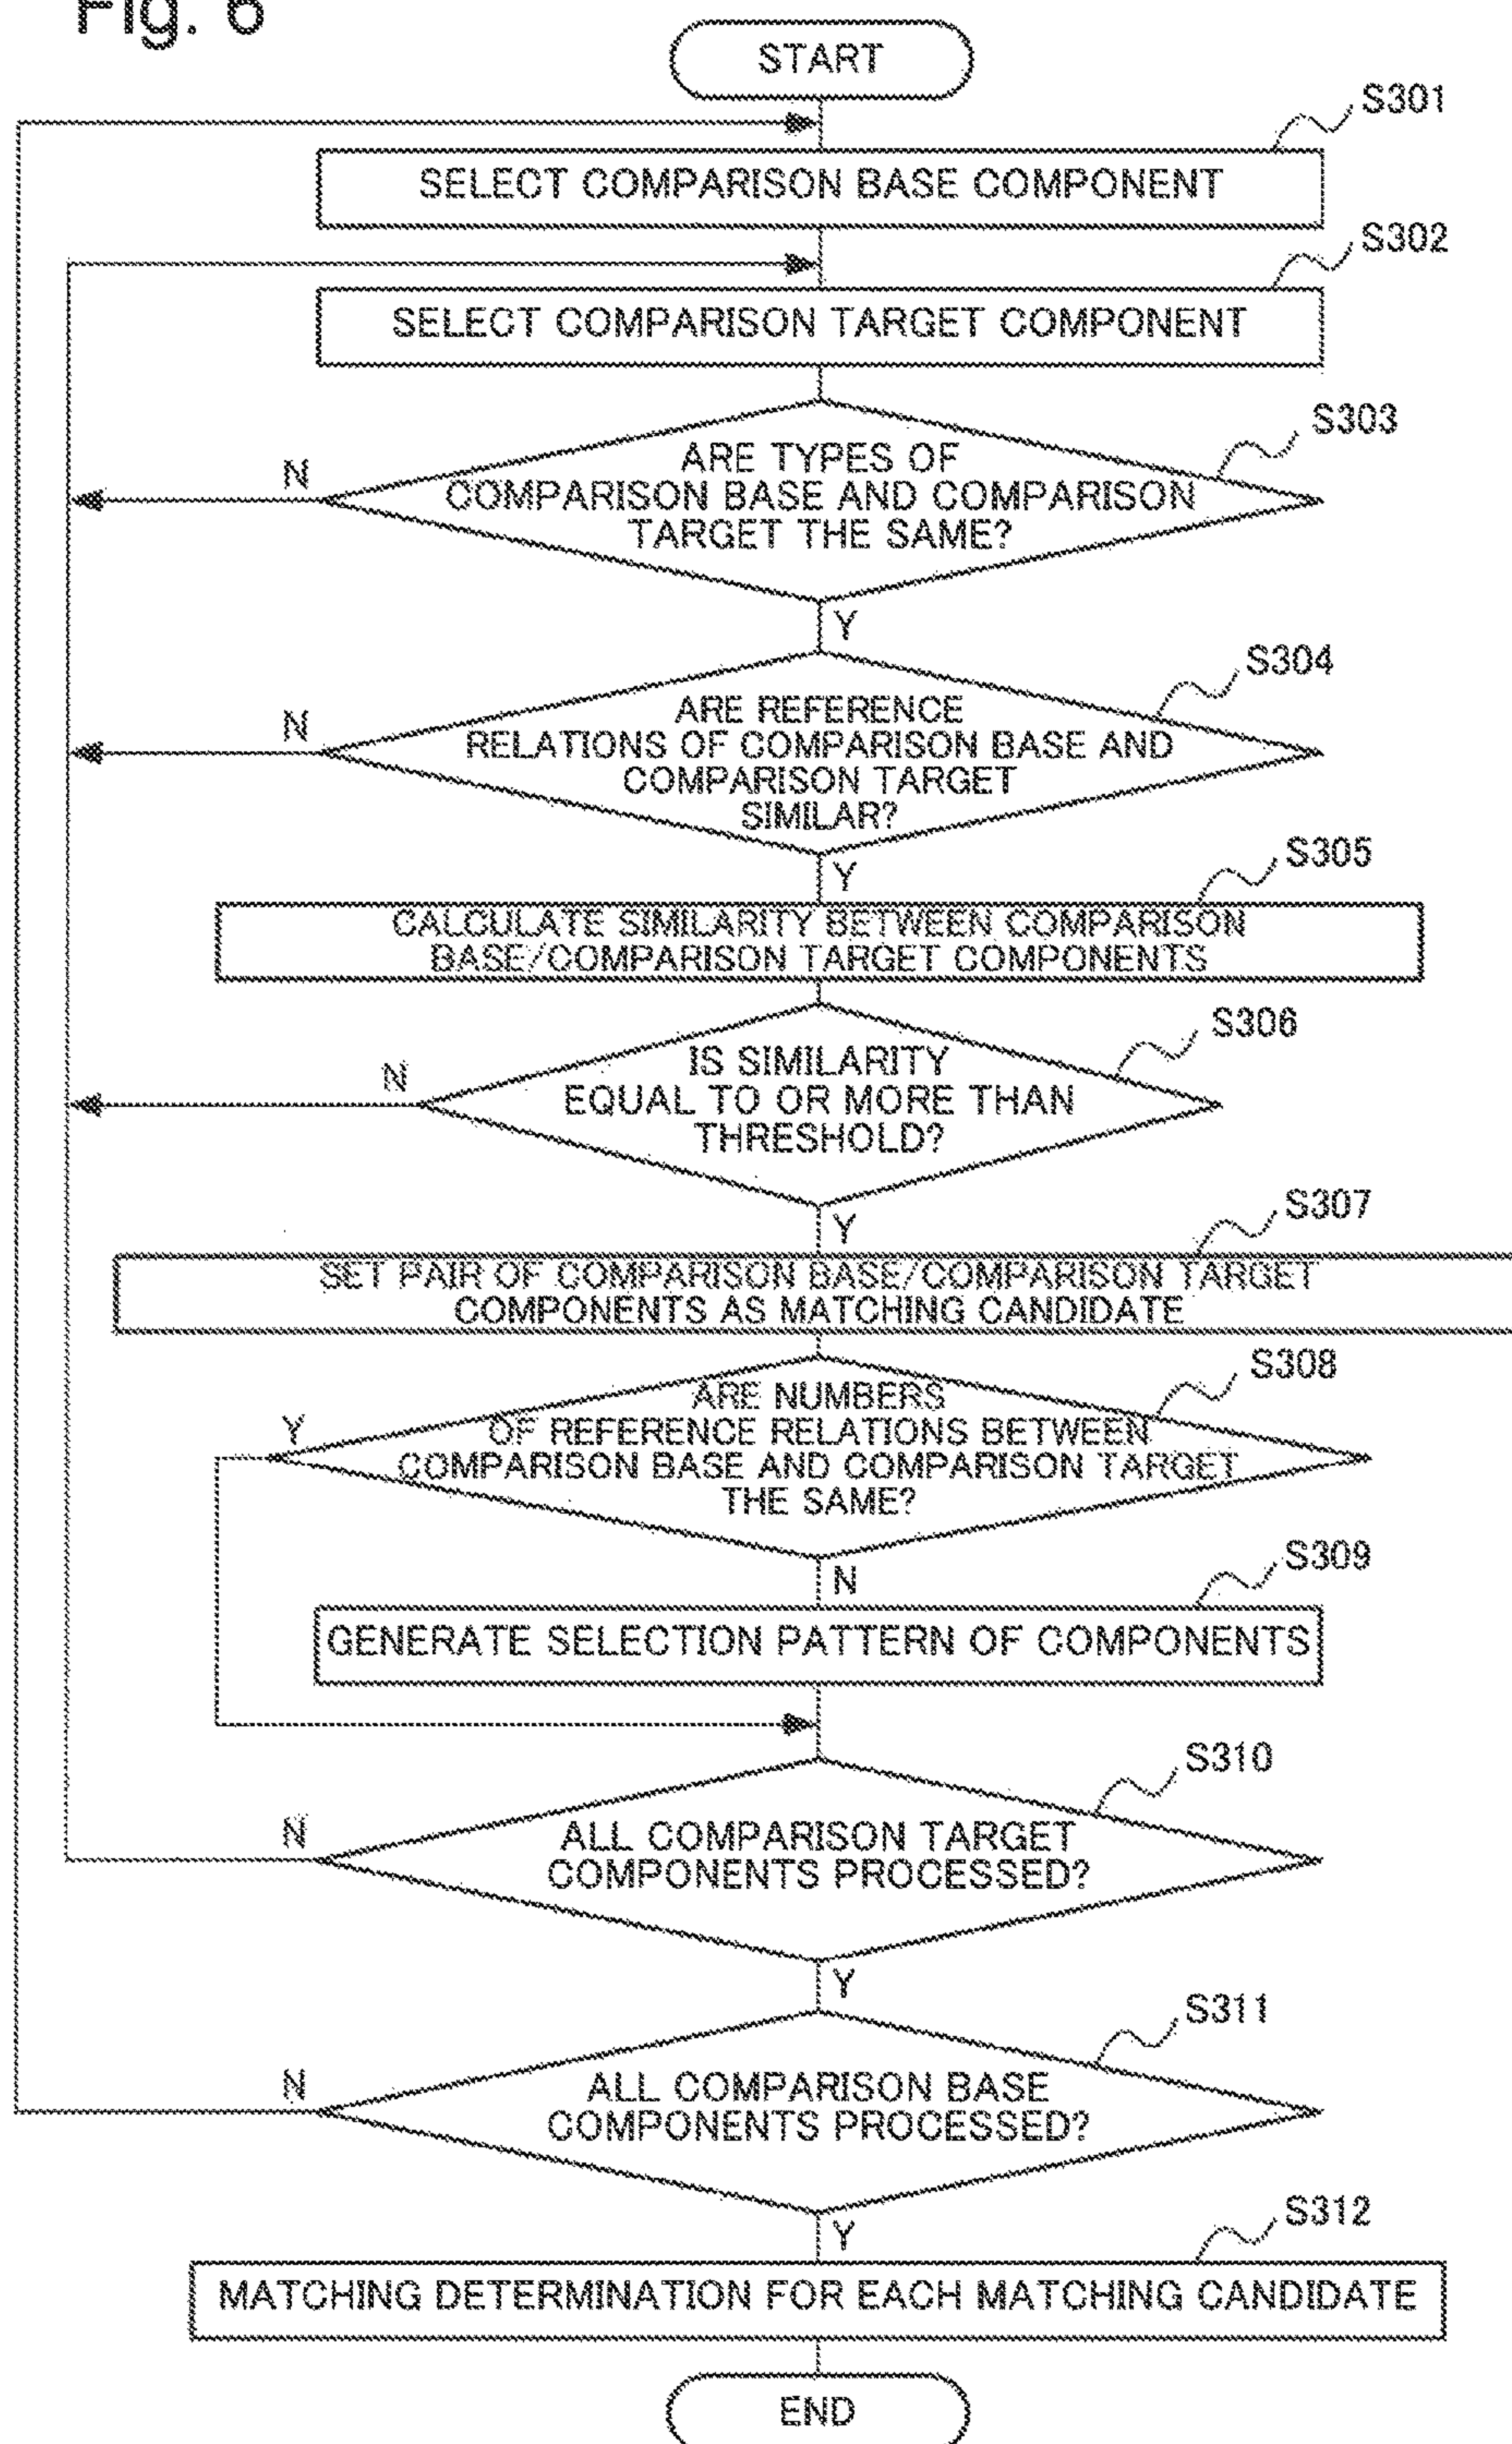 Fig. 6
START
S301
SELECT COMPARISON BASE COMPONENT
S302
SELECT COMPARISON TARGET COMPONENT
S303
ARE TYPES OF
COMPARISON BASE AND COMPARISON
TARGET THE SAME?
N
Y
S304
ARE REFERENCE
RELATIONS OF COMPARISON BASE AND
COMPARISON TARGET
SIMILAR?
N
Y
S305
CALCULATE SIMILARITY BETWEEN COMPARISON
BASE/COMPARISON TARGET COMPONENTS
S306
IS SIMILARITY
EQUAL TO OR MORE THAN
THRESHOLD?
N
Y
S307
SET PAIR OF COMPARISON BASE/COMPARISON TARGET
COMPONENTS AS MATCHING CANDIDATE
S308
ARE NUMBERS
OF REFERENCE RELATIONS BETWEEN
COMPARISON BASE AND COMPARISON TARGET
THE SAME?
Y
N
S309
GENERATE SELECTION PATTERN OF COMPONENTS
S310
ALL COMPARISON TARGET
COMPONENTS PROCESSED?
N
Y
S311
ALL COMPARISON BASE
COMPONENTS PROCESSED?
N
Y
S312
MATCHING DETERMINATION FOR EACH MATCHING CANDIDATE
END